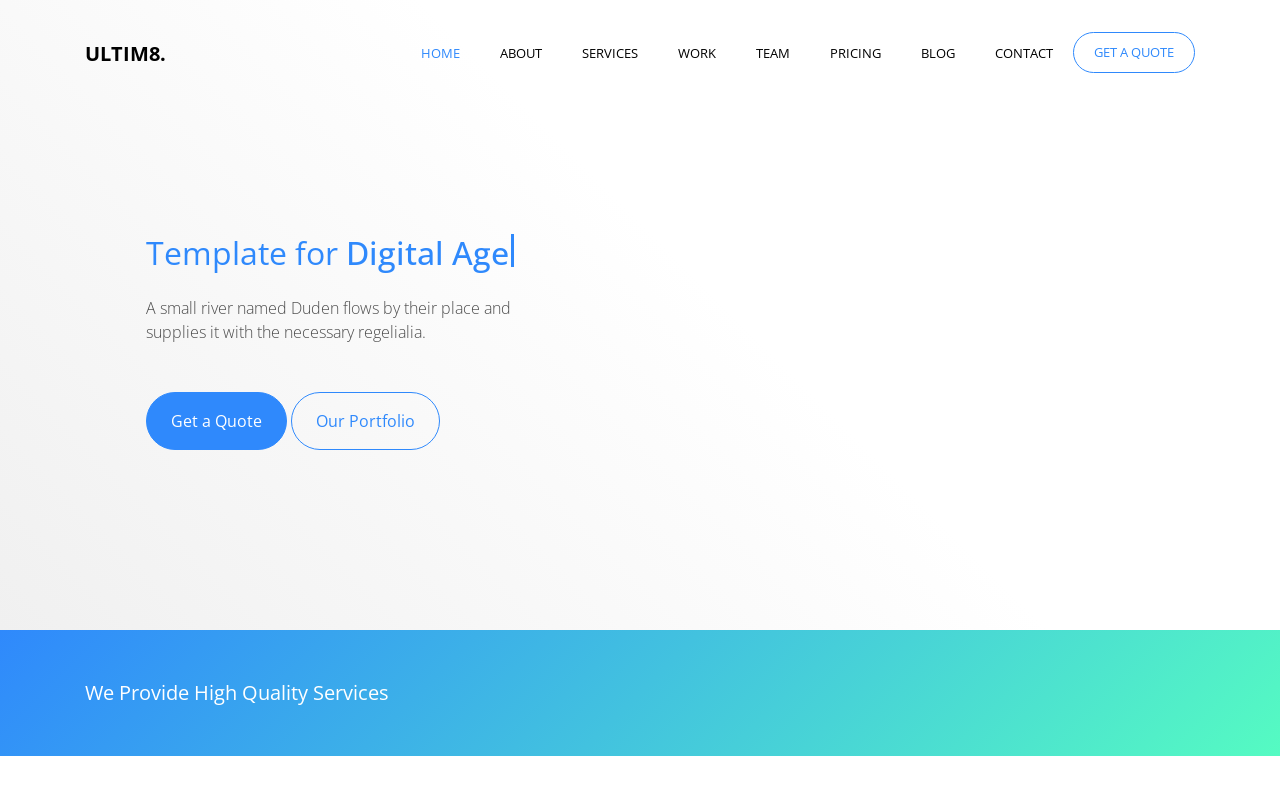 ULTIM8.
HOME ABOUT SERVICES WORK TEAM PRICING BLOG CONTACT GET A QUOTE
Template for Digital Age
A small river named Duden flows by their place and
supplies it with the necessary regelialia.
Get a Quote Our Portfolio
We Provide High Quality Services